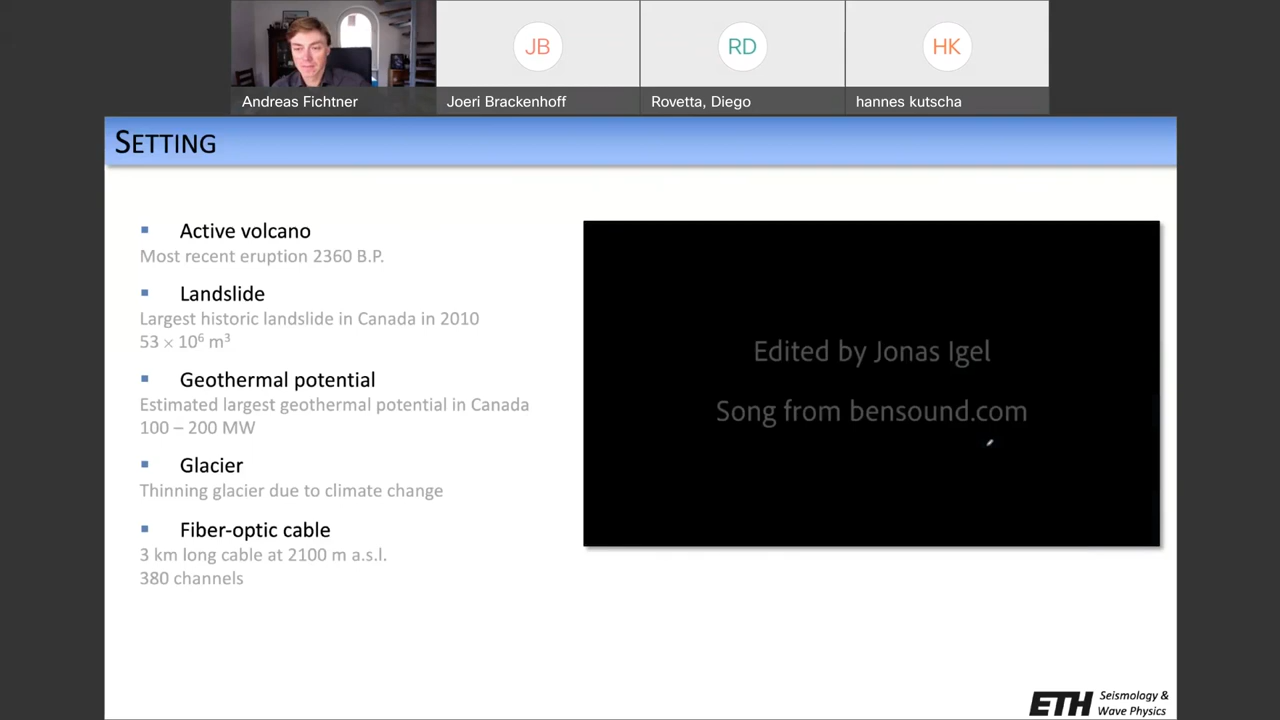 JB
RD
HK
Andreas Fichtner
Joeri Brackenhoff
Rovetta, Diego
hannes kutscha
SETTING
Active volcano
Most recent eruption 2360 B.P.
Landslide
Largest historic landslide in Canada in 2010
53 × 10⁶ m³
Geothermal potential
Estimated largest geothermal potential in Canada
100 – 200 MW
Glacier
Thinning glacier due to climate change
Fiber-optic cable
3 km long cable at 2100 m a.s.l.
380 channels
Edited by Jonas Igel
Song from bensound.com
ETH Seismology &
Wave Physics